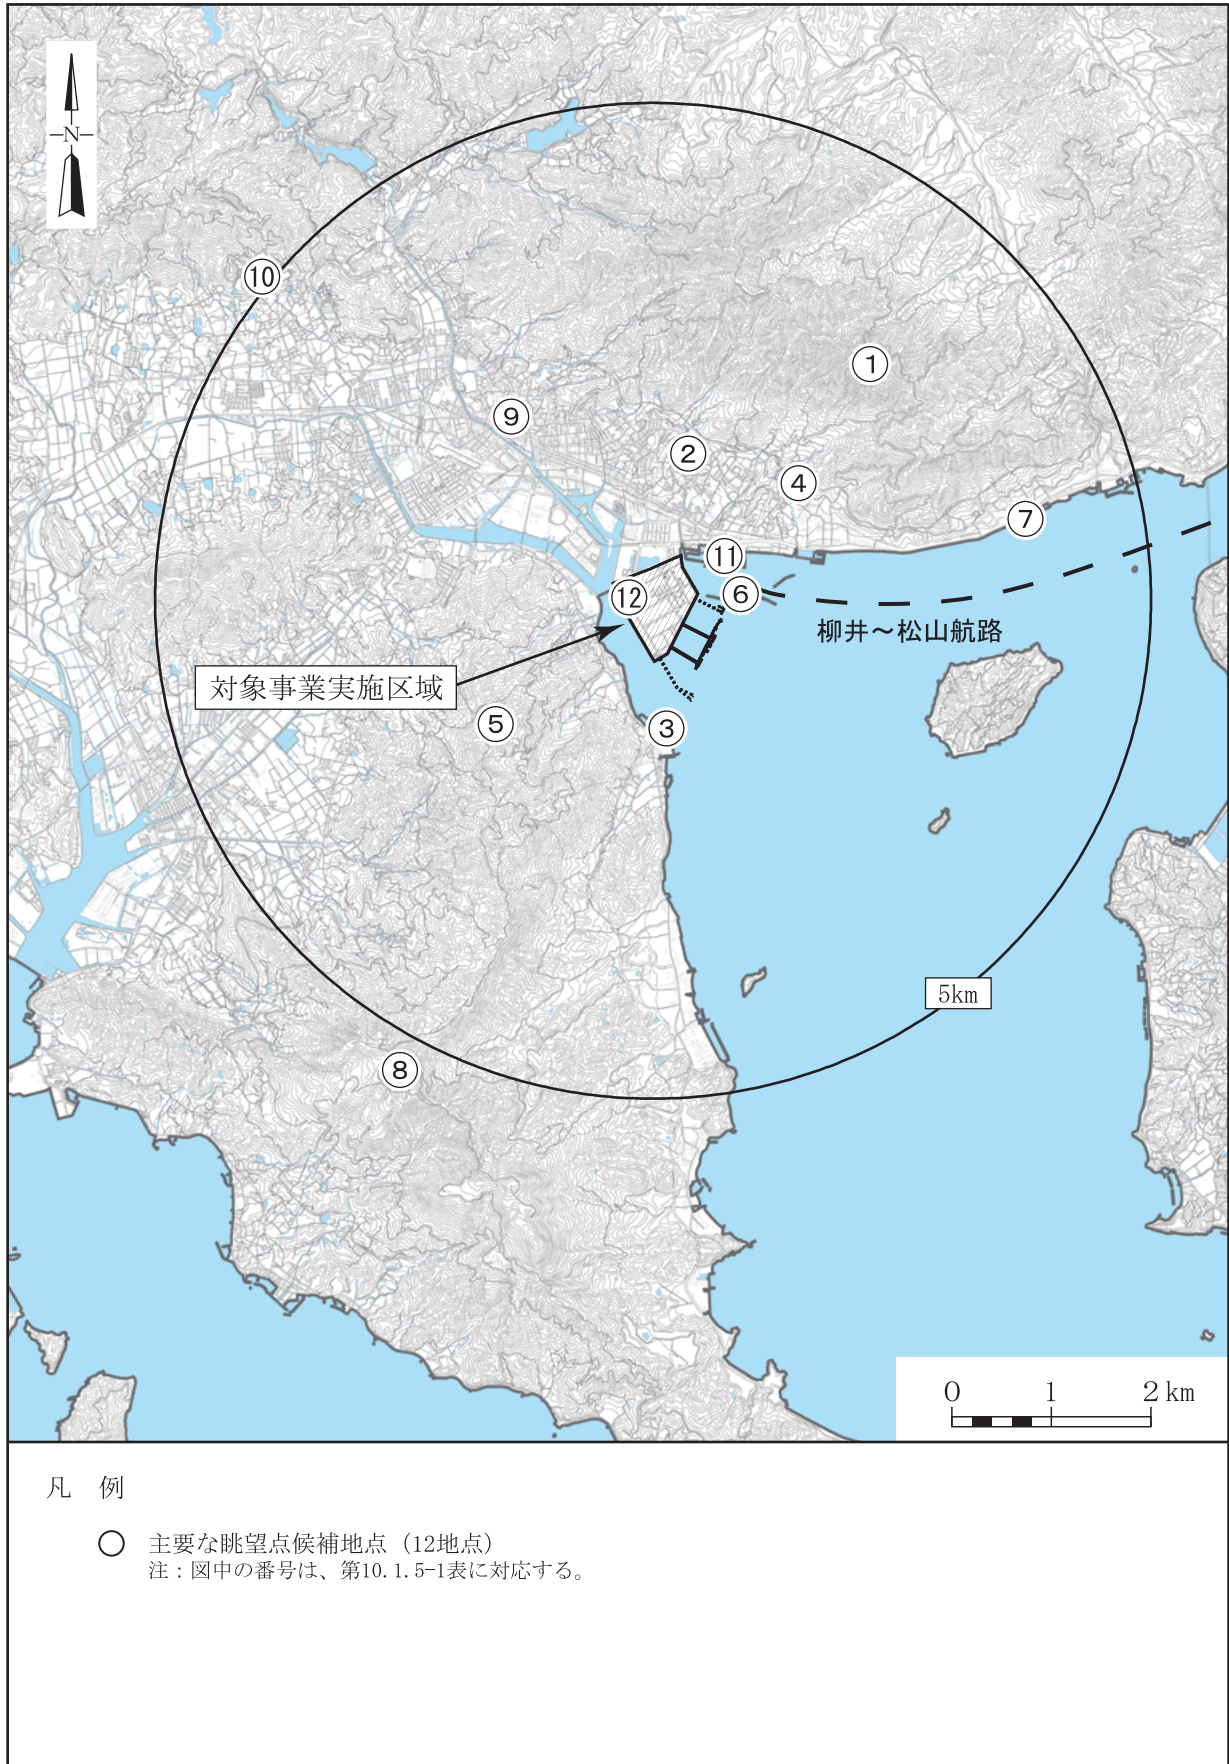 N
⑩
①
⑨
②
④
⑦
⑪
⑫
⑥
柳井～松山航路
対象事業実施区域
⑤
③
5km
⑧
0 1 2 km
凡 例
○ 主要な眺望点候補地点（12地点）
注：図中の番号は、第10.1.5-1表に対応する。